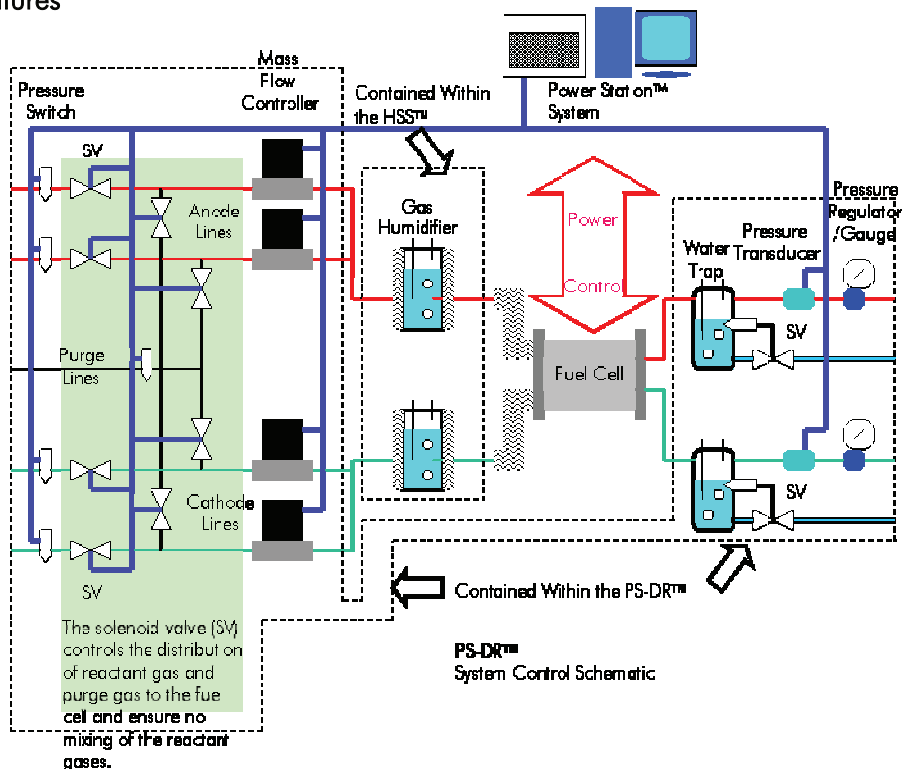 Mass
Flow
Controller
Pressure
Switch
Contained Within
the HSS™
Power Station™
System
SV
Anode
Lines
Gas
Humidifier
Power
Control
Pressure
Regulator
/Gauge
Pressure
Transducer
Water
Trap
SV
Purge
Lines
Fuel Cell
Cathode
Lines
SV
SV
Contained Within the PS-DR™
The solenoid valve (SV)
controls the distribution
of reactant gas and
purge gas to the fue
cell and ensure no
mixing of the reactant
gases.
PS-DR™
System Control Schematic